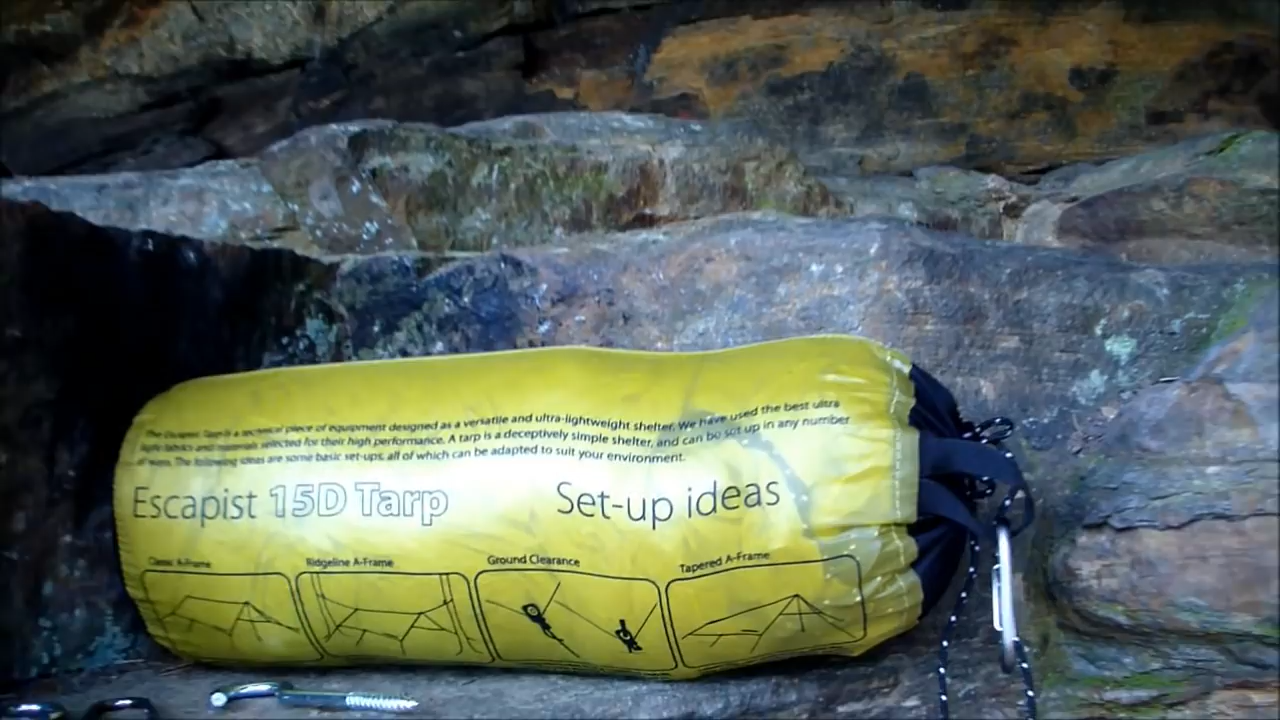 The Escapist Tarp is a technical piece of equipment designed as a versatile and ultra-lightweight shelter. We have used the best ultra
light fabrics and materials selected for their high performance. A tarp is a deceptively simple shelter, and can be set up in any number
of ways. The following ideas are some basic set-ups, all of which can be adapted to suit your environment.
Escapist 15D Tarp Set-up ideas
Classic A-Frame Ridgeline A-Frame Ground Clearance Tapered A-Frame